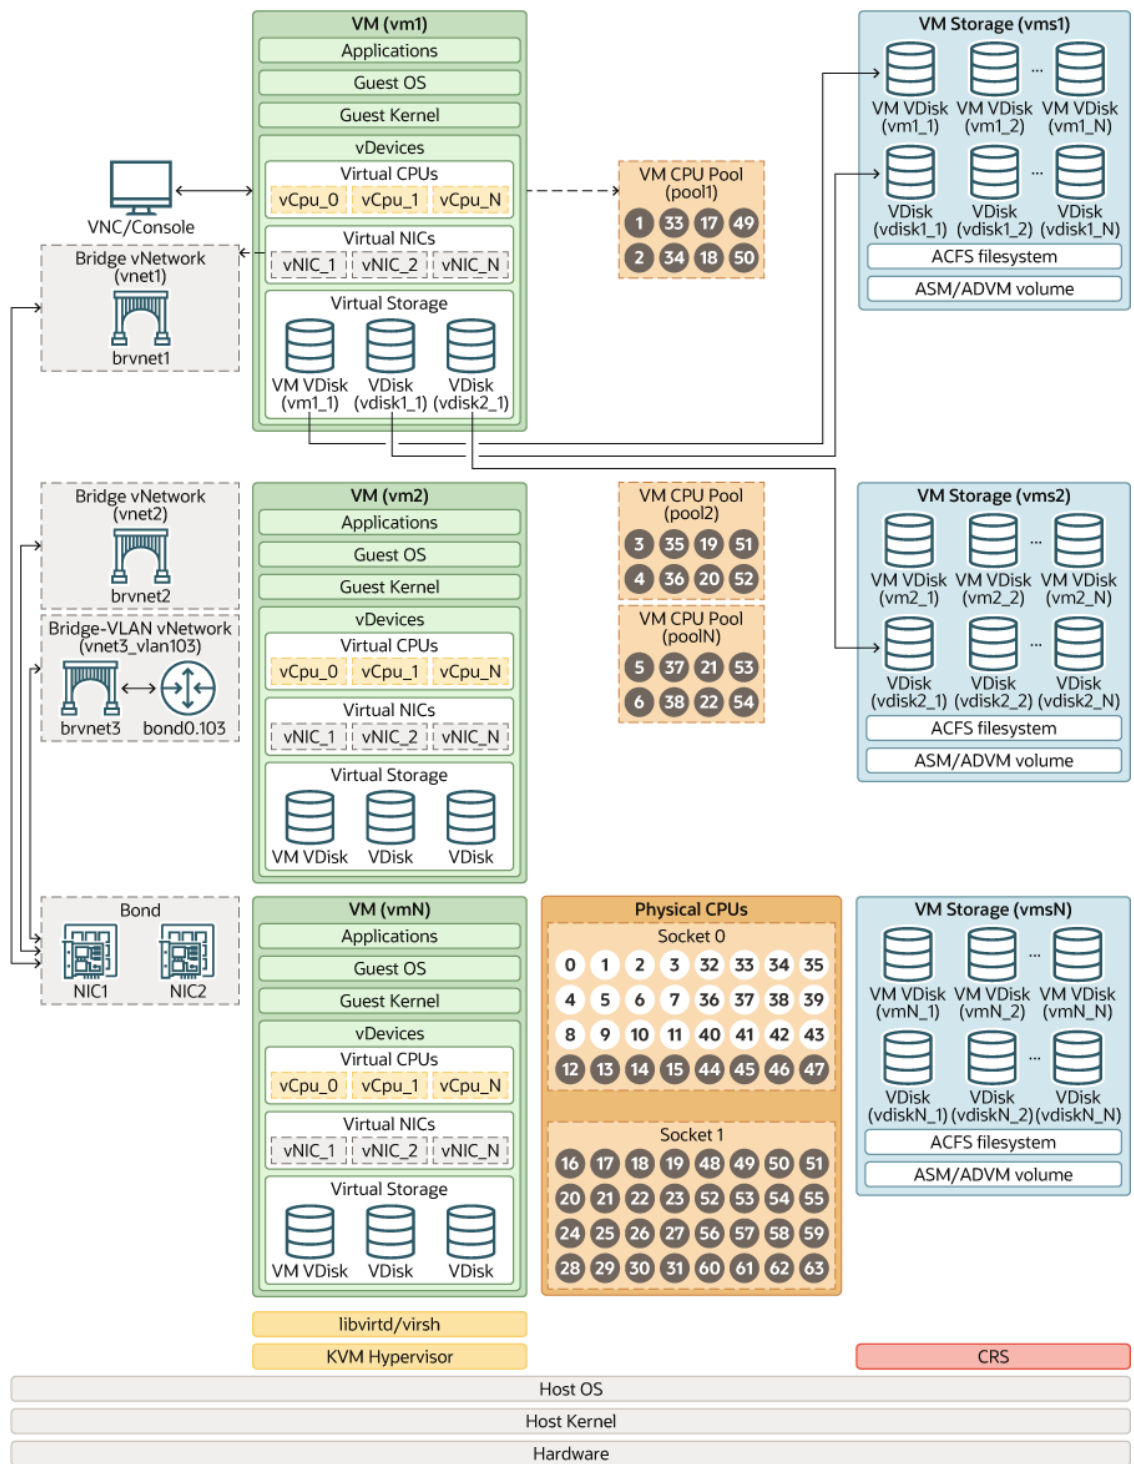 VM (vm1)
Applications
Guest OS
Guest Kernel
vDevices
Virtual CPUs
vCpu_0 vCpu_1 vCpu_N
Virtual NICs
vNIC_1 vNIC_2 vNIC_N
Virtual Storage
VM VDisk VDisk VDisk
(vm1_1) (vdisk1_1) (vdisk2_1)
VNC/Console
Bridge vNetwork
(vnet1)
brvnet1
VM CPU Pool
(pool1)
1 33 17 49
2 34 18 50
VM Storage (vms1)
... 
VM VDisk VM VDisk VM VDisk
(vm1_1) (vm1_2) (vm1_N)
...
VDisk VDisk VDisk
(vdisk1_1) (vdisk1_2) (vdisk1_N)
ACFS filesystem
ASM/ADVM volume
Bridge vNetwork
(vnet2)
brvnet2
Bridge-VLAN vNetwork
(vnet3_vlan103)
brvnet3 bond0.103
VM (vm2)
Applications
Guest OS
Guest Kernel
vDevices
Virtual CPUs
vCpu_0 vCpu_1 vCpu_N
Virtual NICs
vNIC_1 vNIC_2 vNIC_N
Virtual Storage
VM VDisk VDisk VDisk
VM CPU Pool
(pool2)
3 35 19 51
4 36 20 52
VM CPU Pool
(poolN)
5 37 21 53
6 38 22 54
VM Storage (vms2)
...
VM VDisk VM VDisk VM VDisk
(vm2_1) (vm2_2) (vm2_N)
...
VDisk VDisk VDisk
(vdisk2_1) (vdisk2_2) (vdisk2_N)
ACFS filesystem
ASM/ADVM volume
Bond
NIC1 NIC2
VM (vmN)
Applications
Guest OS
Guest Kernel
vDevices
Virtual CPUs
vCpu_0 vCpu_1 vCpu_N
Virtual NICs
vNIC_1 vNIC_2 vNIC_N
Virtual Storage
VM VDisk VDisk VDisk
Physical CPUs
Socket 0
0 1 2 3 32 33 34 35
4 5 6 7 36 37 38 39
8 9 10 11 40 41 42 43
12 13 14 15 44 45 46 47
Socket 1
16 17 18 19 48 49 50 51
20 21 22 23 52 53 54 55
24 25 26 27 56 57 58 59
28 29 30 31 60 61 62 63
VM Storage (vmsN)
...
VM VDisk VM VDisk VM VDisk
(vmN_1) (vmN_2) (vmN_N)
...
VDisk VDisk VDisk
(vdiskN_1) (vdiskN_2) (vdiskN_N)
ACFS filesystem
ASM/ADVM volume
libvirtd/virsh
KVM Hypervisor
CRS
Host OS
Host Kernel
Hardware